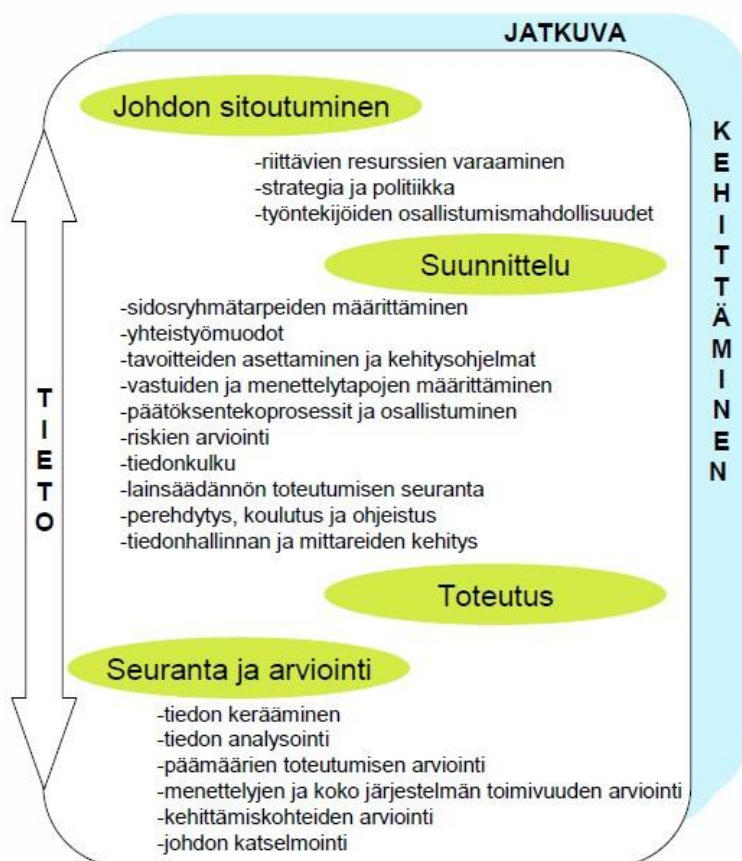 JATKUVA
KEHITTÄMINEN
TIETO
Johdon sitoutuminen
-riittävien resurssien varaaminen
-strategia ja politiikka
-työntekijöiden osallistumismahdollisuudet
Suunnittelu
-sidosryhmätarpeiden määrittäminen
-yhteistyömuodot
-tavoitteiden asettaminen ja kehitysohjelmat
-vastuiden ja menettelytapojen määrittäminen
-päätöksentekoprosessit ja osallistuminen
-riskien arviointi
-tiedonkulku
-lainsäädännön toteutumisen seuranta
-perehdytys, koulutus ja ohjeistus
-tiedonhallinnan ja mittareiden kehitys
Toteutus
Seuranta ja arviointi
-tiedon kerääminen
-tiedon analysointi
-päämäärien toteutumisen arviointi
-menettelyjen ja koko järjestelmän toimivuuden arviointi
-kehittämiskohteiden arviointi
-johdon katselmointi